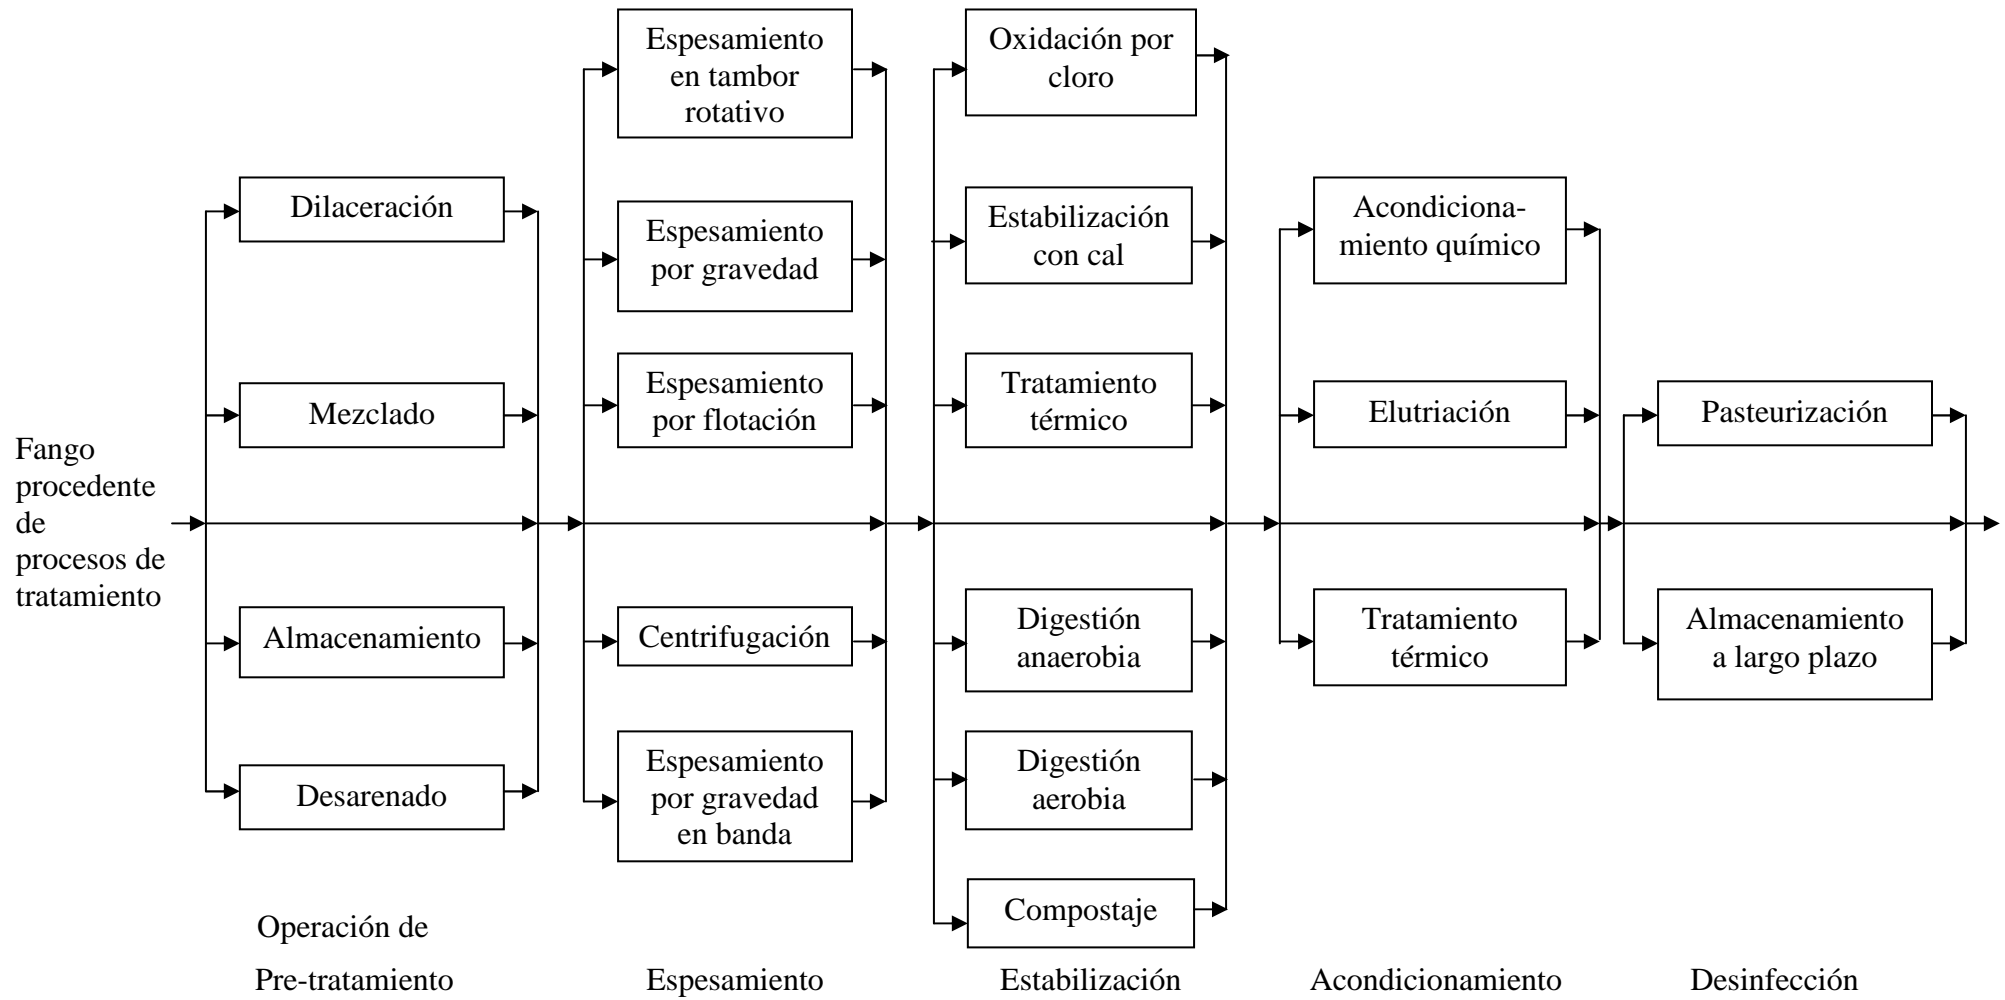 Fango
procedente
de
procesos de
tratamiento
Dilaceración
Mezclado
Almacenamiento
Desarenado
Operación de
Pre-tratamiento
Espesamiento
en tambor
rotativo
Espesamiento
por gravedad
Espesamiento
por flotación
Centrifugación
Espesamiento
por gravedad
en banda
Espesamiento
Oxidación por
cloro
Estabilización
con cal
Tratamiento
térmico
Digestión
anaerobia
Digestión
aerobia
Compostaje
Estabilización
Acondiciona-
miento químico
Elutriación
Tratamiento
térmico
Acondicionamiento
Pasteurización
Almacenamiento
a largo plazo
Desinfección